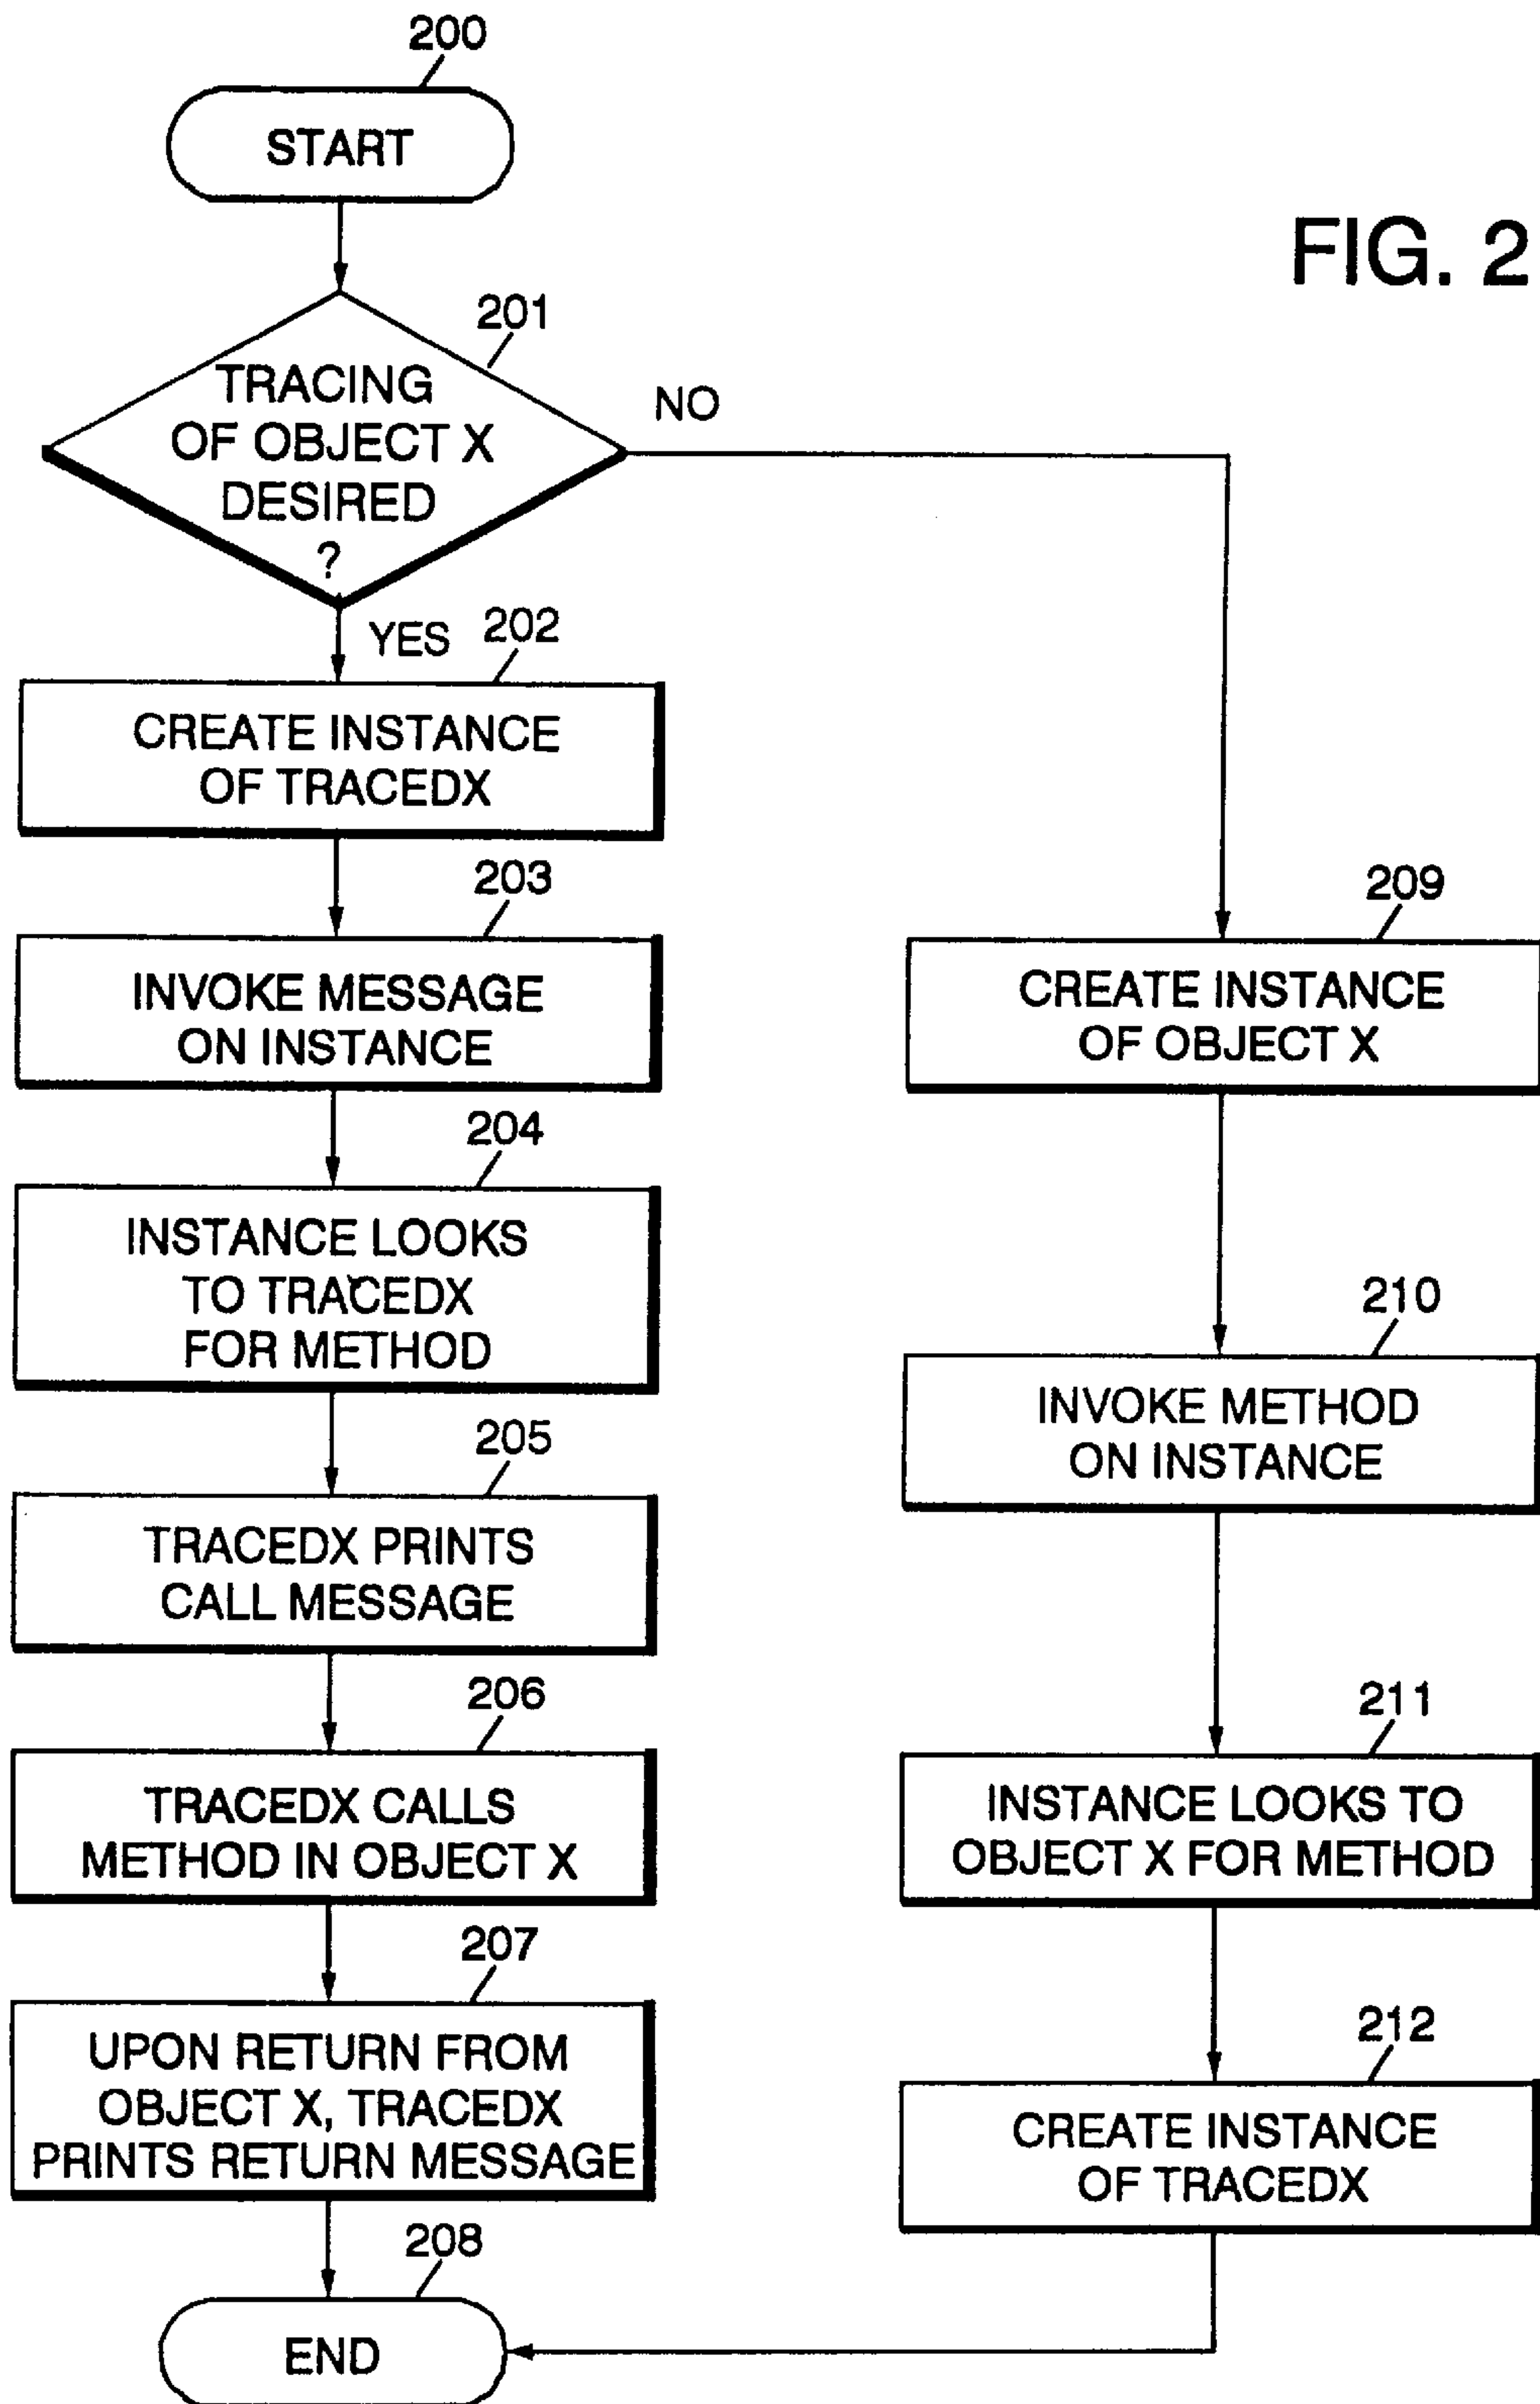 200
START
FIG. 2
201
TRACING
OF OBJECT X
DESIRED
?
NO
YES
202
CREATE INSTANCE
OF TRACEDX
203
INVOKE MESSAGE
ON INSTANCE
204
INSTANCE LOOKS
TO TRACEDX
FOR METHOD
205
TRACEDX PRINTS
CALL MESSAGE
206
TRACEDX CALLS
METHOD IN OBJECT X
207
UPON RETURN FROM
OBJECT X, TRACEDX
PRINTS RETURN MESSAGE
208
END
209
CREATE INSTANCE
OF OBJECT X
210
INVOKE METHOD
ON INSTANCE
211
INSTANCE LOOKS TO
OBJECT X FOR METHOD
212
CREATE INSTANCE
OF TRACEDX